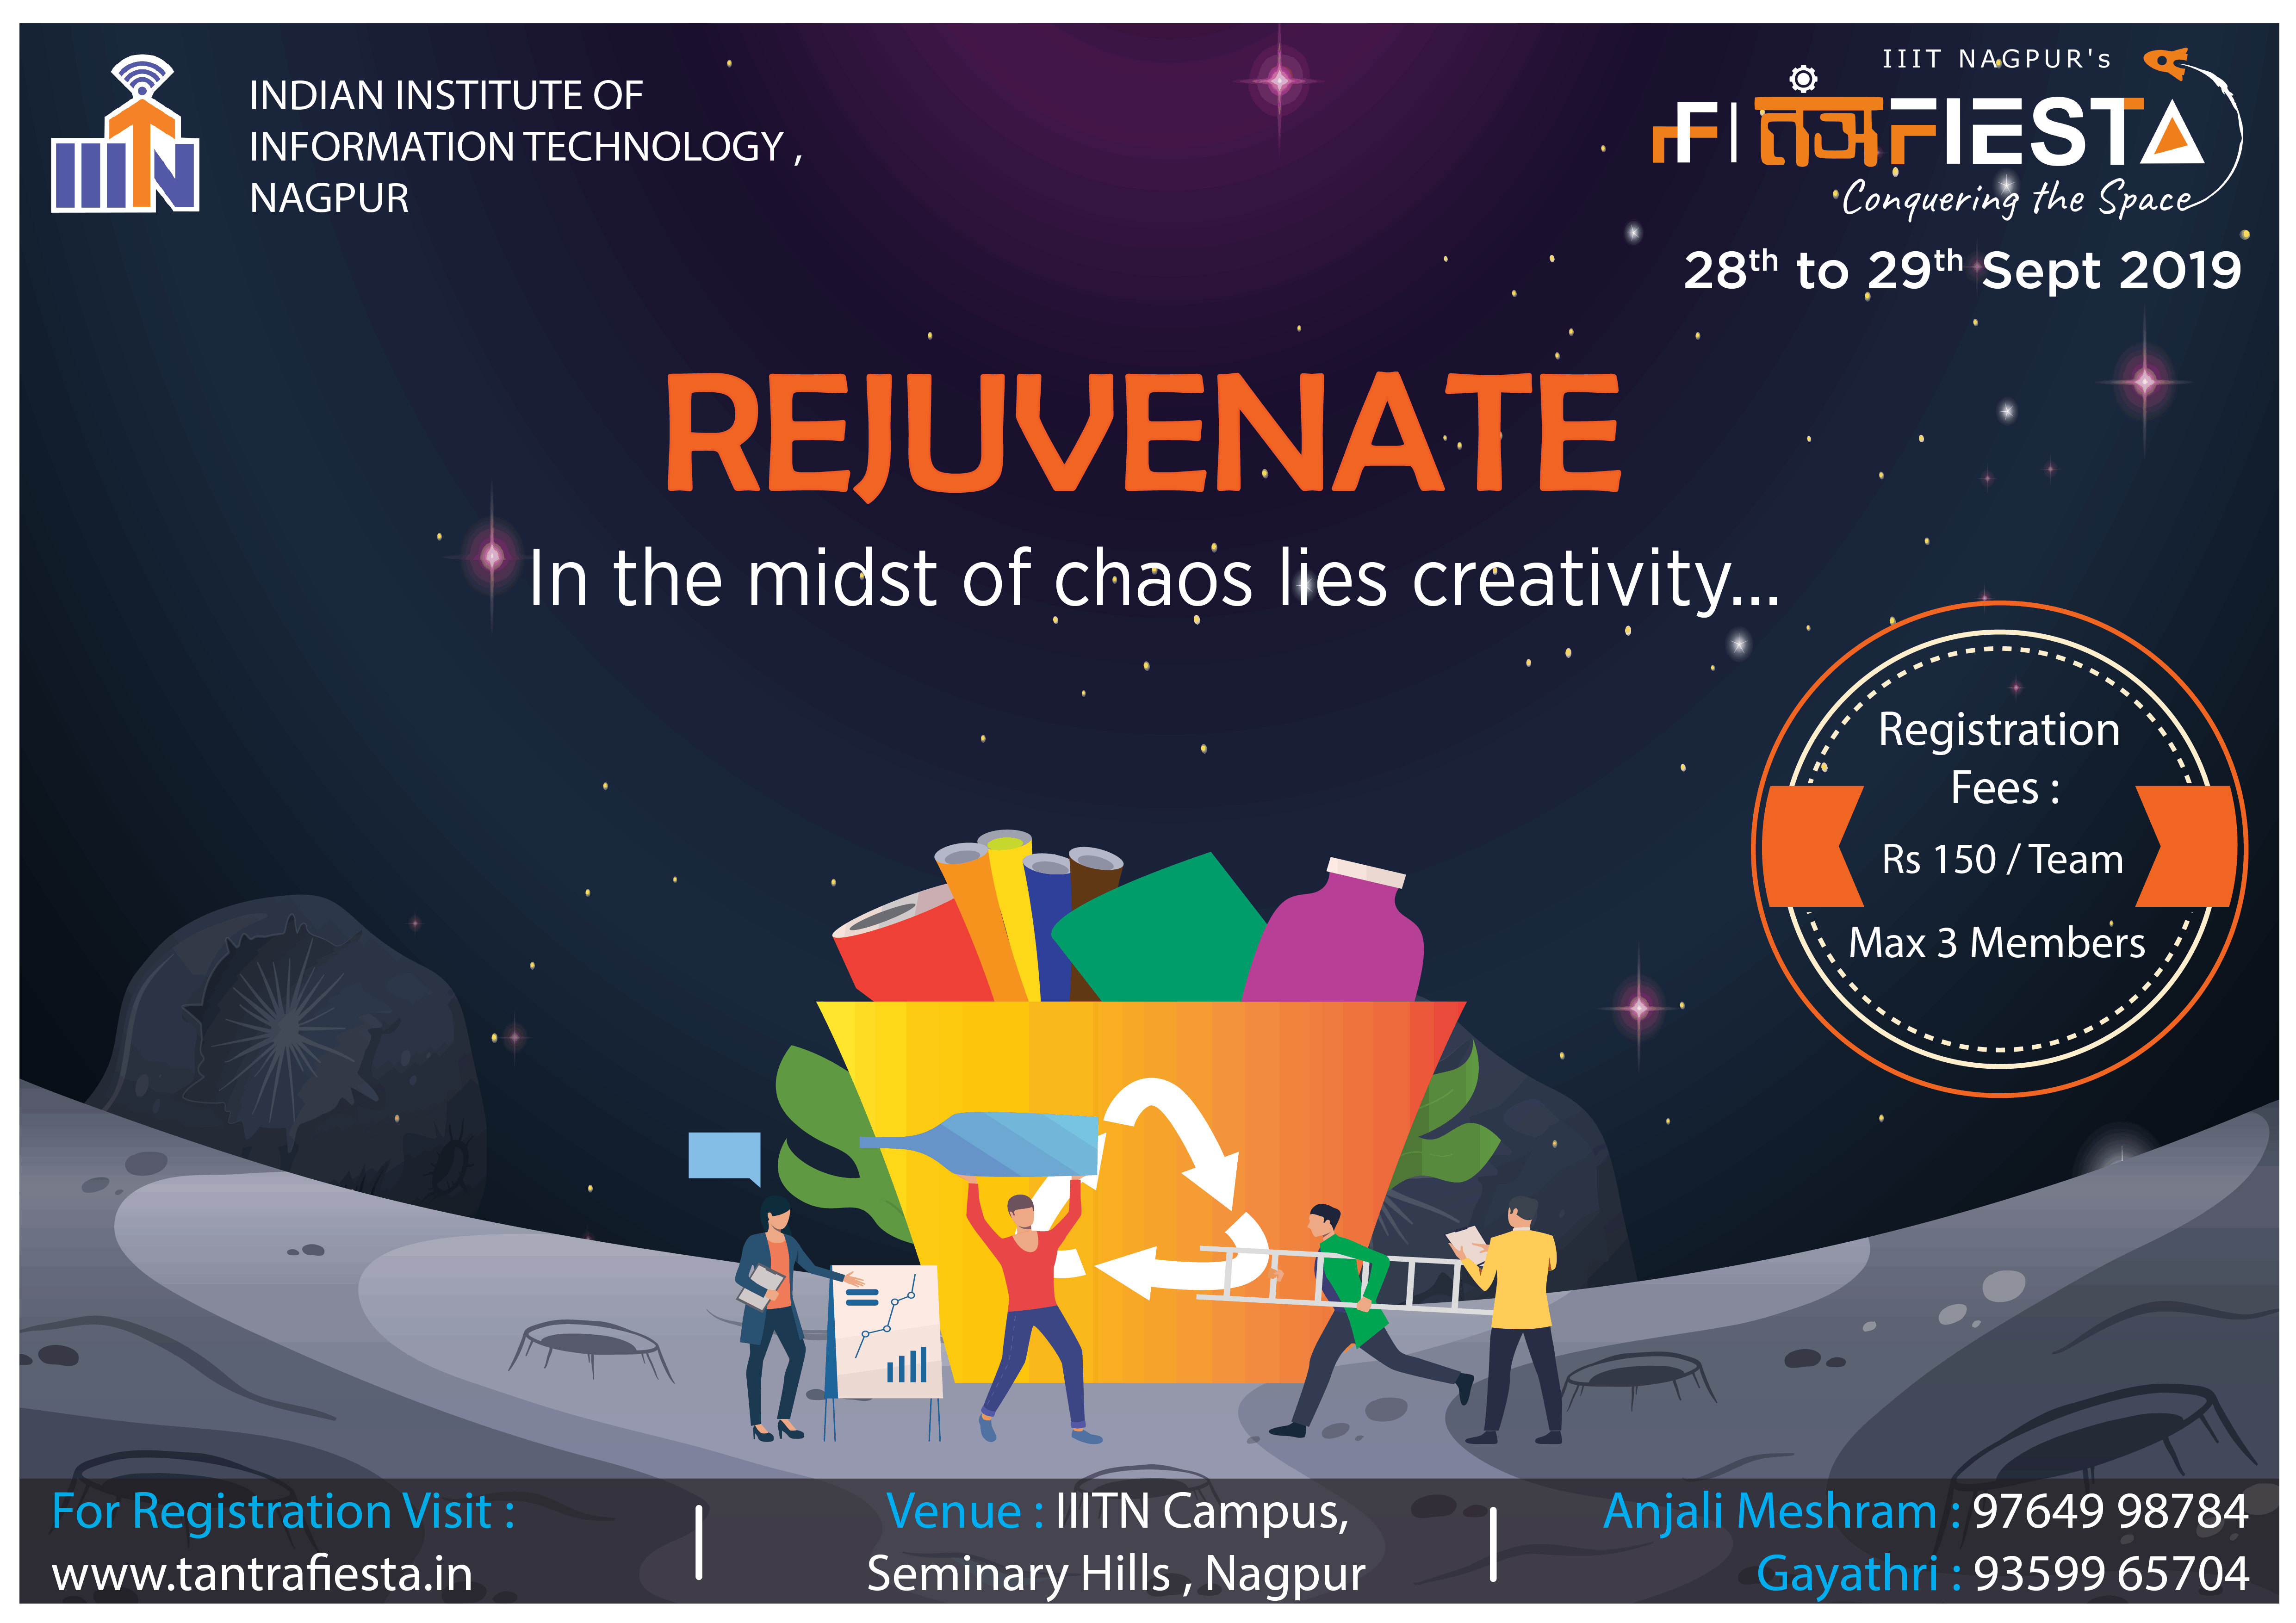 INDIAN INSTITUTE OF
INFORMATION TECHNOLOGY ,
NAGPUR
IIITN
IIIT NAGPUR's
FIESTA
Conquering the Space
28th to 29th Sept 2019
REJUVENATE
In the midst of chaos lies creativity...
Registration
Fees :
Rs 150 / Team
Max 3 Members
For Registration Visit :
www.tantrafiesta.in
Venue : IIITN Campus,
Seminary Hills , Nagpur
Anjali Meshram : 97649 98784
Gayathri : 93599 65704